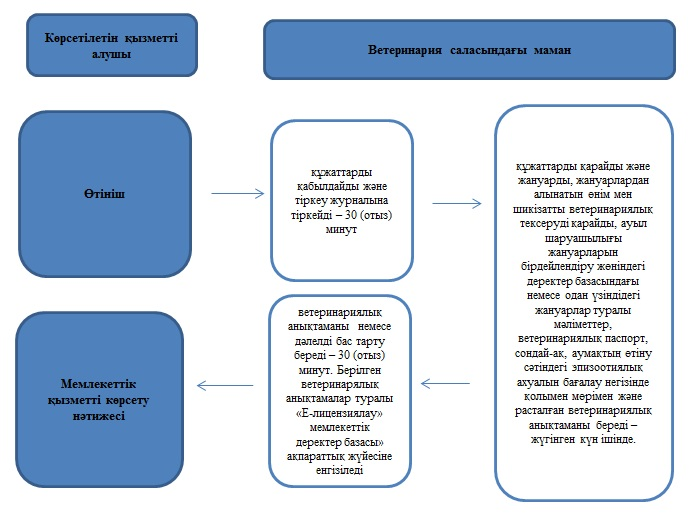 Көрсетілетін қызметті
алушы
Ветеринария саласындағы маман
Өтініш
құжаттарды
қабылдайды және
тіркеу журналына
тіркейді – 30 (отыз)
минут
құжаттарды қарайды және
жануарды, жануарлардан
алынатын өнім мен
шикізатты ветеринариялық
тексеруді қарайды, ауыл
шаруашылығы
жануарларын
бірдейлендіру жөніндегі
деректер базасындағы
немесе одан үзіндідегі
жануарлар туралы
мәліметтер,
ветеринариялық паспорт,
сондай-ақ, аумақтың өтіну
сәтіндегі эпизоотиялық
ахуалын бағалау негізінде
қолымен мөрімен және
расталған ветеринариялық
анықтаманы береді –
жүгінген күн ішінде.
ветеринариялық
анықтаманы немесе
дәлелді бас тарту
береді – 30 (отыз)
минут. Берілген
ветеринарялық
анықтамалар туралы
«Е-лицензиялау»
мемлекеттік
деректер базасы»
ақпараттық жүйесіне
енгізіледі
Мемлекеттік
қызметті көрсету
нәтижесі